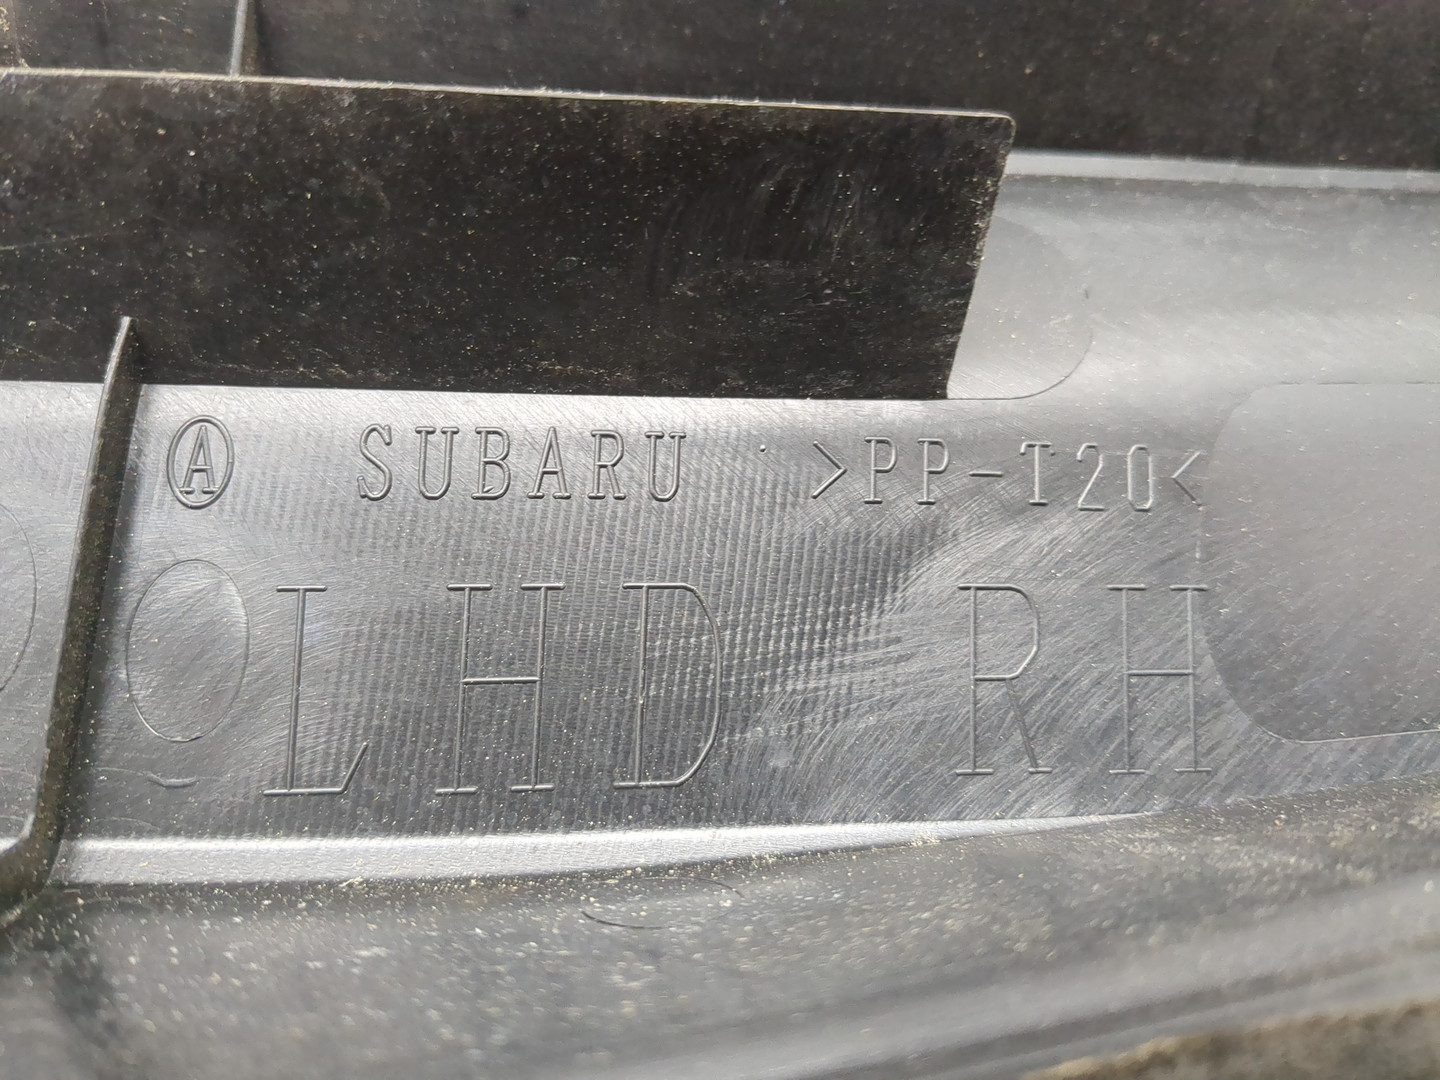 Ⓐ SUBARU >PP-T20<
LHD RH